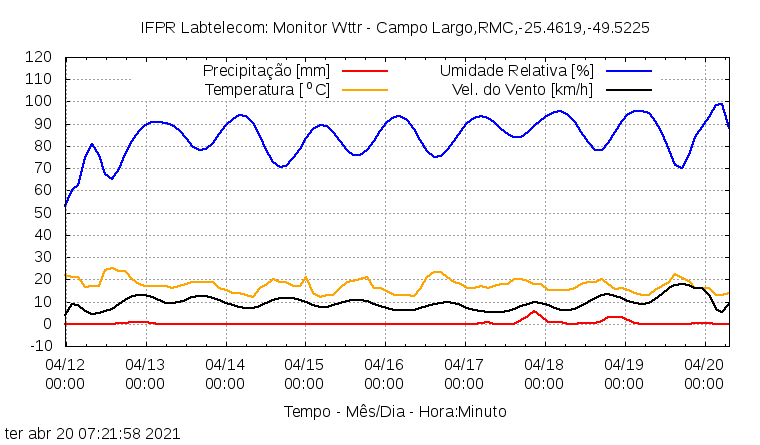 IFPR Labtelecom: Monitor Wttr - Campo Largo,RMC,-25.4619,-49.5225
Precipitação [mm]
Umidade Relativa [%]
Temperatura [⁰C]
Vel. do Vento [km/h]
120
110
100
90
80
70
60
50
40
30
20
10
0
-10
04/12 04/13 04/14 04/15 04/16 04/17 04/18 04/19 04/20
00:00 00:00 00:00 00:00 00:00 00:00 00:00 00:00 00:00
Tempo - Mês/Dia - Hora:Minuto
ter abr 20 07:21:58 2021